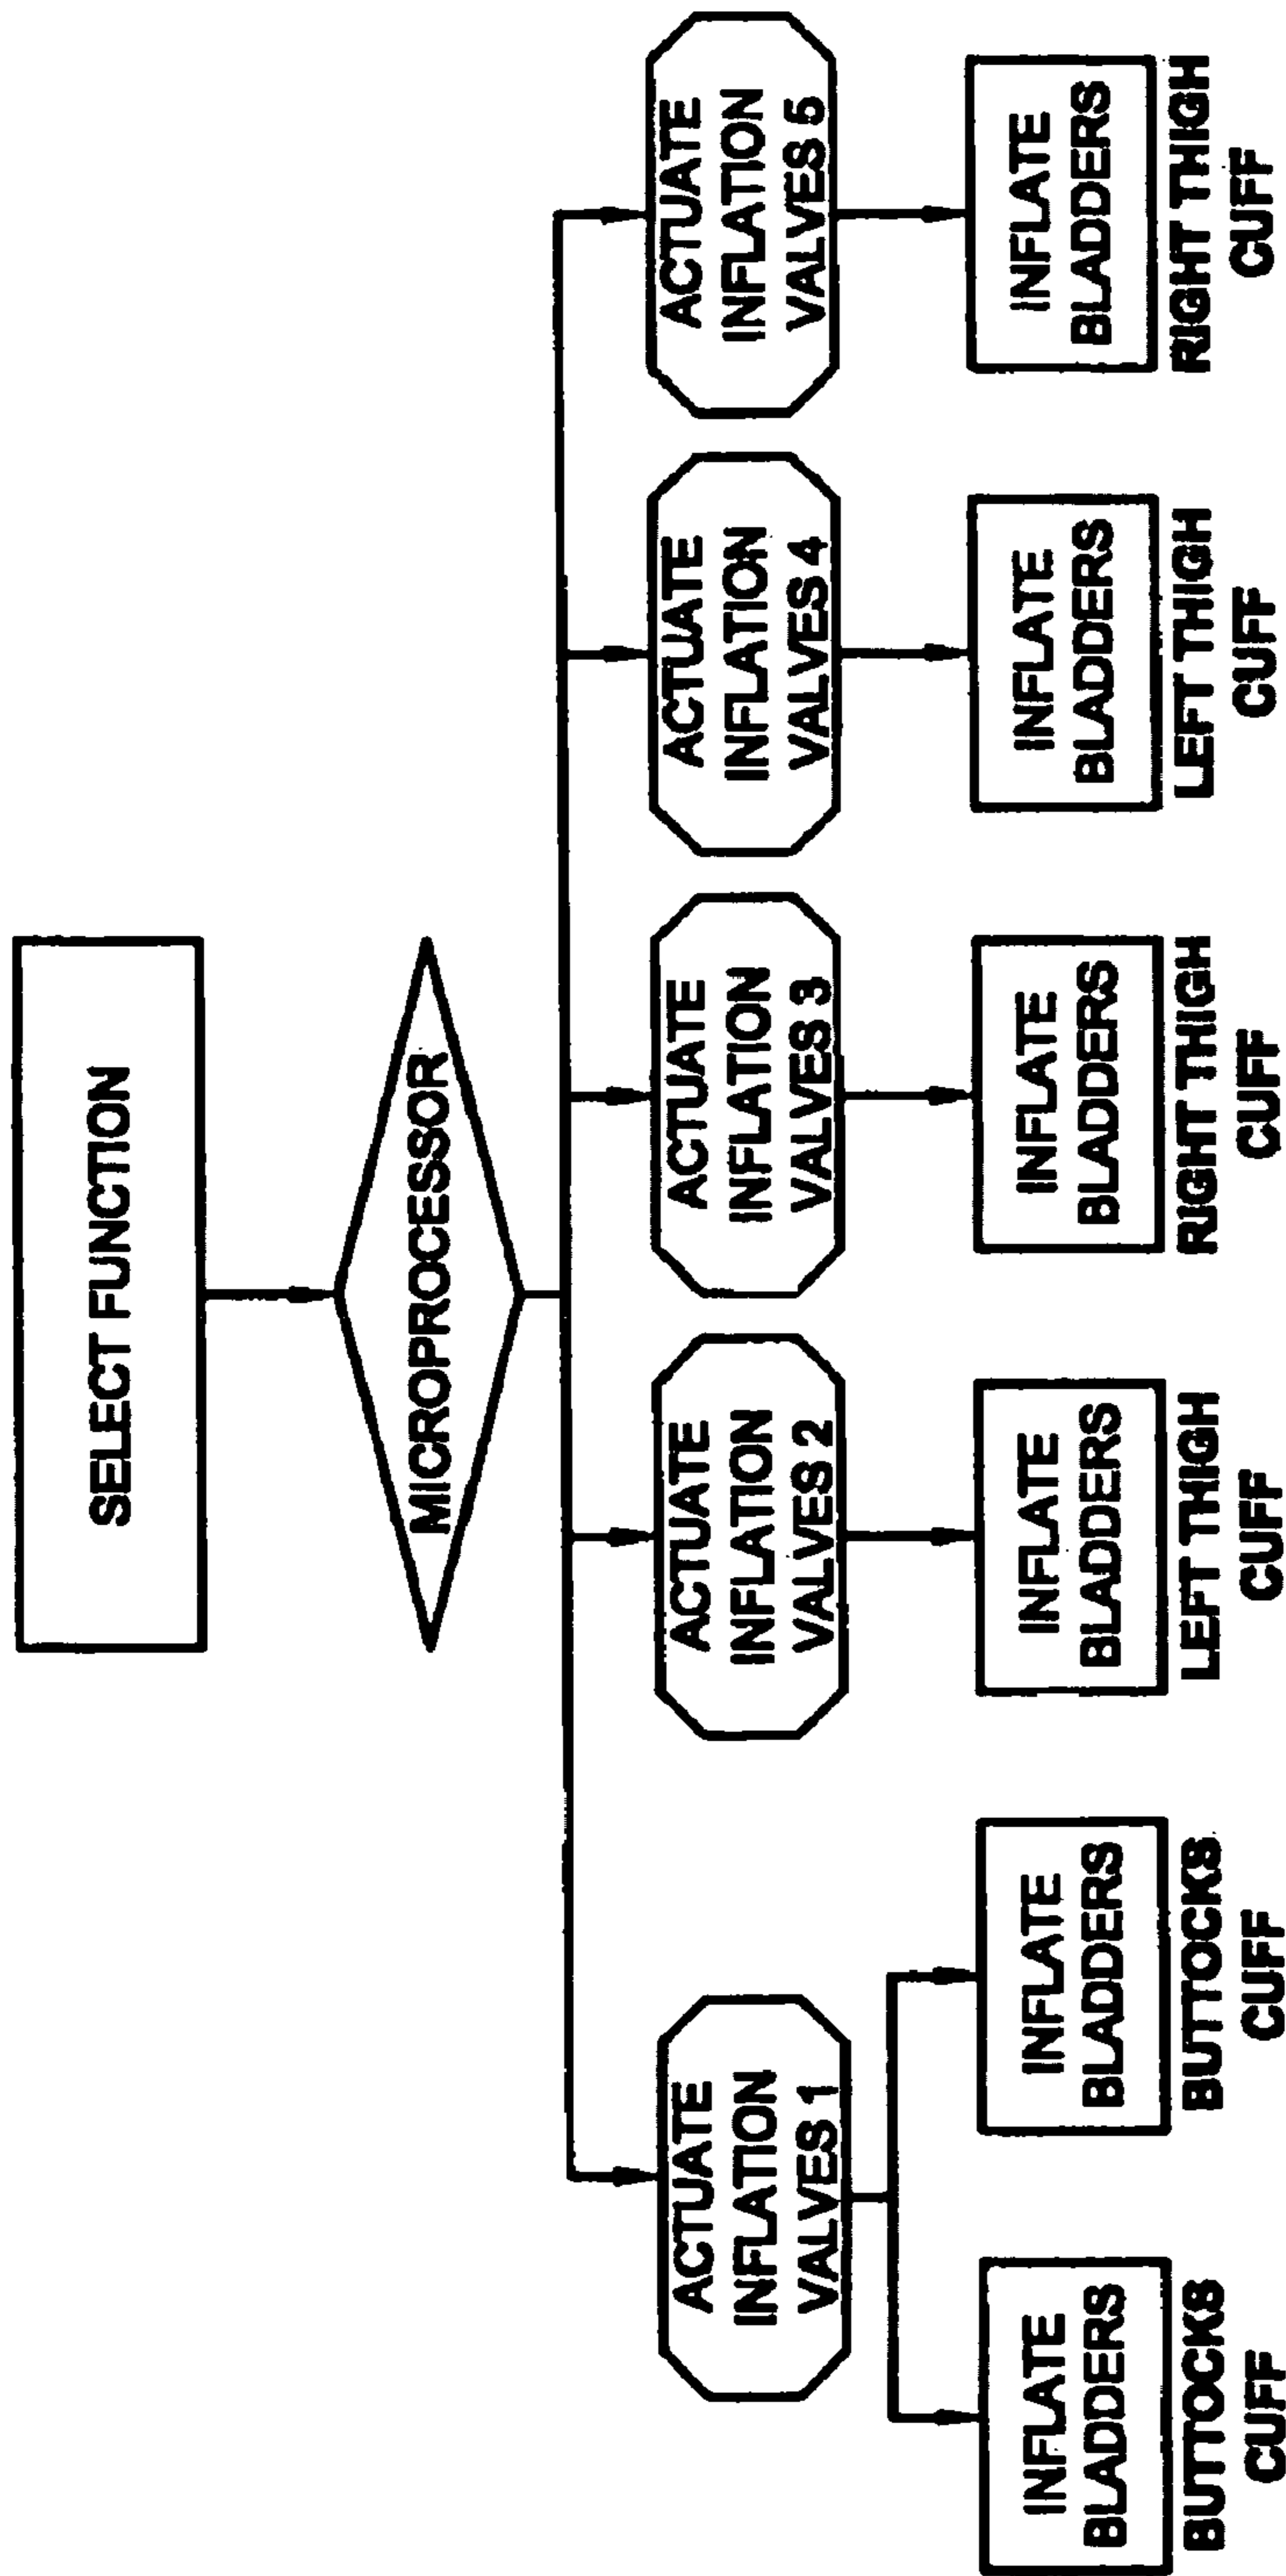 SELECT FUNCTION
MICROPROCESSOR
ACTUATE
INFLATION
VALVES 1
ACTUATE
INFLATION
VALVES 2
ACTUATE
INFLATION
VALVES 3
ACTUATE
INFLATION
VALVES 4
ACTUATE
INFLATION
VALVES 5
INFLATE
BLADDERS
BUTTOCKS
CUFF
INFLATE
BLADDERS
BUTTOCKS
CUFF
INFLATE
BLADDERS
LEFT THIGH
CUFF
INFLATE
BLADDERS
RIGHT THIGH
CUFF
INFLATE
BLADDERS
LEFT THIGH
CUFF
INFLATE
BLADDERS
RIGHT THIGH
CUFF